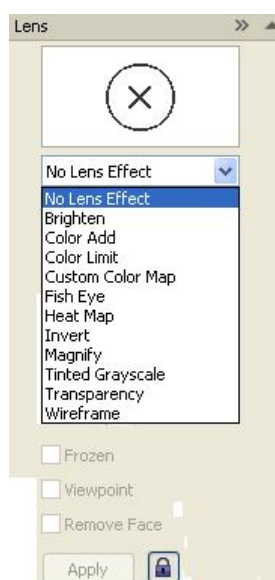 Lens
No Lens Effect
No Lens Effect
Brighten
Color Add
Color Limit
Custom Color Map
Fish Eye
Heat Map
Invert
Magnify
Tinted Grayscale
Transparency
Wireframe
Frozen
Viewpoint
Remove Face
Apply